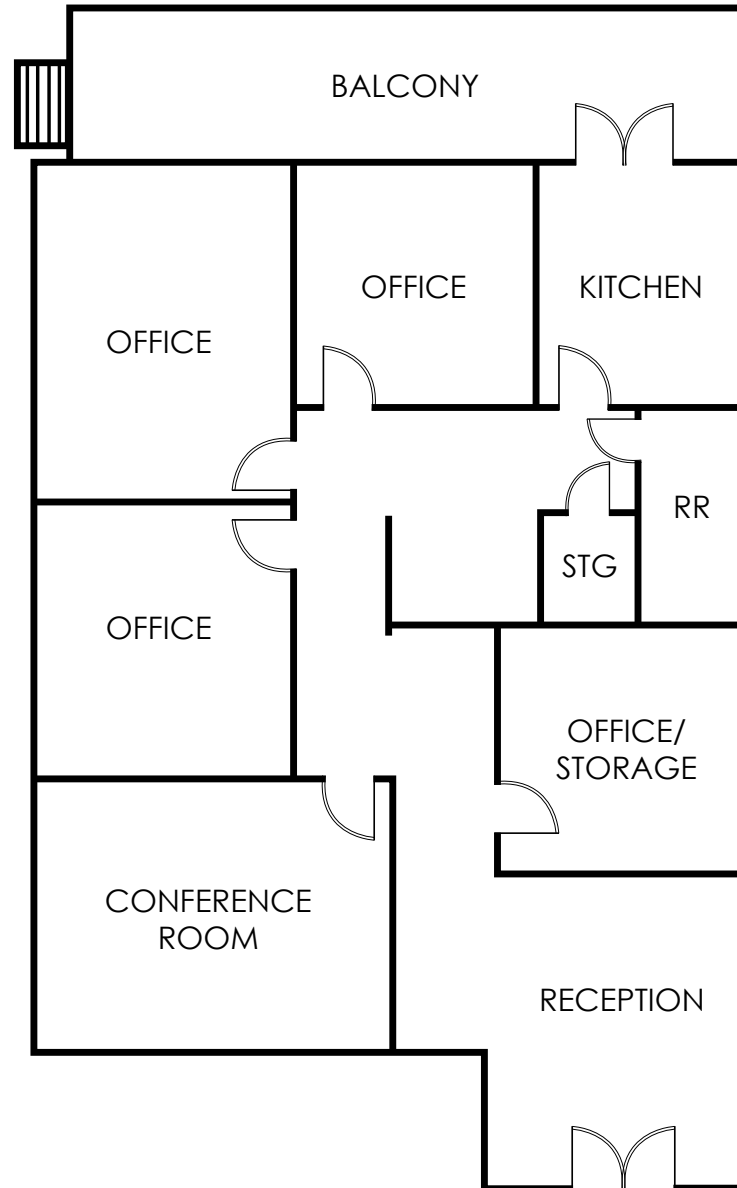 BALCONY
OFFICE
KITCHEN
OFFICE
RR
STG
OFFICE
OFFICE/
STORAGE
CONFERENCE
ROOM
RECEPTION